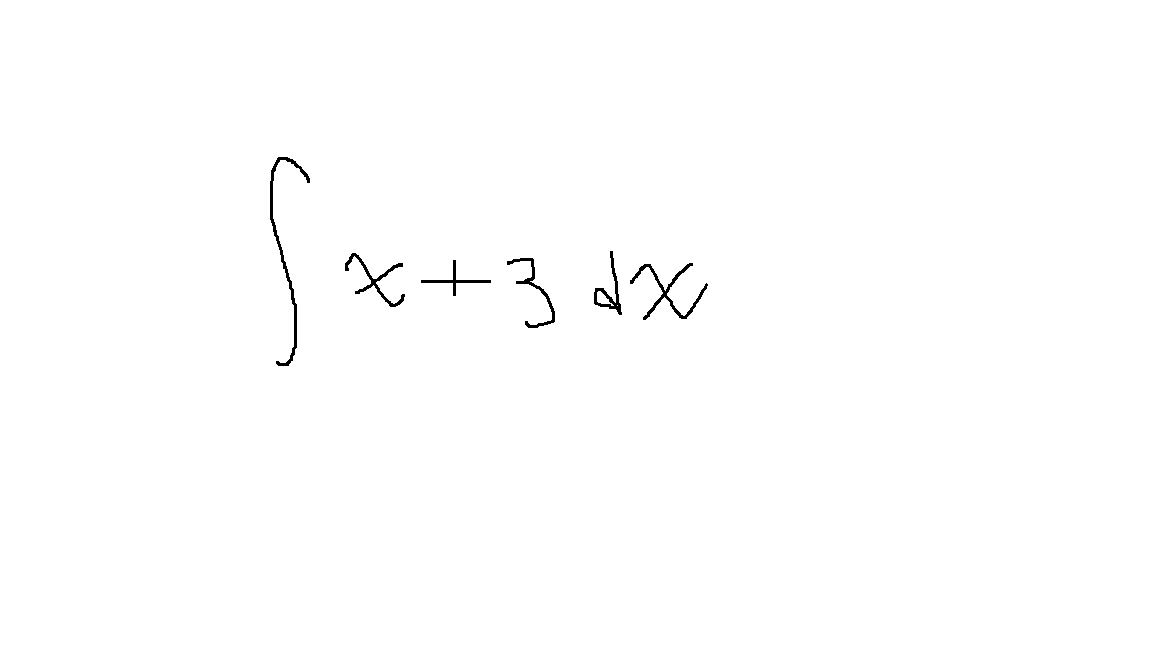 ∫ x + 3 dx